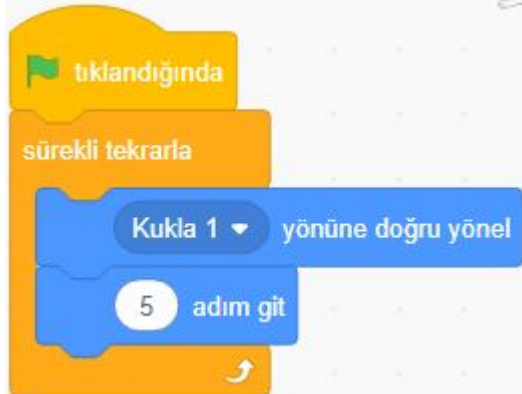 tıklandığında
sürekli tekrarla
Kukla 1 yönüne doğru yönel
5 adım git